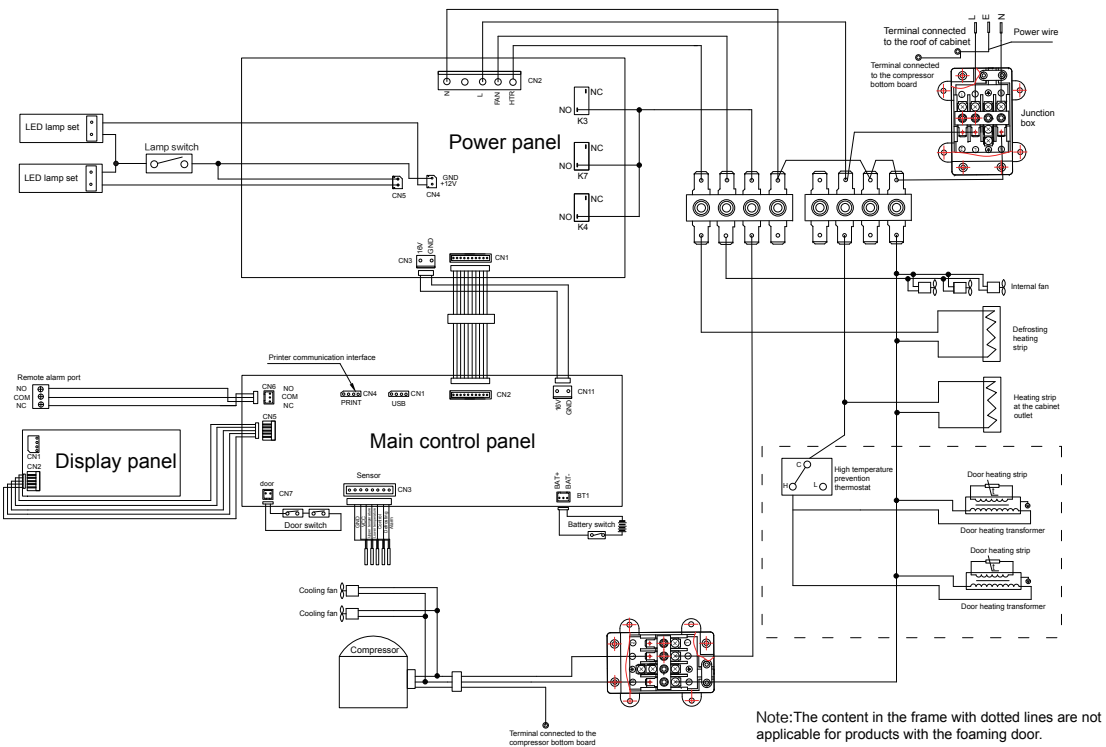 L E N
Terminal connected
to the roof of cabinet
Power wire
Terminal connected
to the compressor
bottom board
Junction
box
CN2
N L FAN HTR
NC
NO
K3
Power panel
NC
NO
K7
NC
NO
K4
LED lamp set
Lamp switch
LED lamp set
GND
+12V
CN5
CN4
CN3
16V
GND
CN1
Internal fan
Defrosting
heating
strip
Printer communication interface
Remote alarm port
NO
COM
NC
CN6
NO
COM
NC
CN4
PRINT
CN1
USB
CN2
CN11
16V
GND
Heating strip
at the cabinet
outlet
CN5
Main control panel
Display panel
CN1
CN2
C
H
L
High temperature
prevention
thermostat
Door heating strip
Door heating transformer
Door heating strip
Door heating transformer
door
CN7
Door switch
Sensor
CN3
GND
Control
Defrosting
Alarm
BAT+
BAT-
BT1
Battery switch
Cooling fan
Cooling fan
Compressor
Terminal connected to the
compressor bottom board
Note:The content in the frame with dotted lines are not
applicable for products with the foaming door.